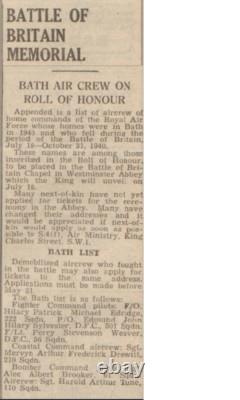 BATTLE OF
BRITAIN
MEMORIAL
BATH AIR CREW ON
ROLL OF HONOUR
Appended is a list of aircrew of
home commands of the Royal Air
Force whose homes were in Bath
in 1940 and who fell during the
period of the Battle of Britain,
July 10—October 31, 1940.
These names are among those
inscribed in the Roll of Honour,
to be placed in the Battle of Bri-
tain Chapel in Westminster Abbey
which the King will unveil on
July 10.
Many next-of-kin have not yet
applied for tickets for the cere-
mony in the Abbey. Many have
changed their addresses and it
would be appreciated if next-of-
kin would apply as soon as pos-
sible to Air Ministry, King
Charles Street, S.W.1.
BATH LIST
Demobilised aircrew who fought
in the battle may also apply for
tickets to the same address.
Applications must be made before
May 31.
The Bath list is as follows:
Fighter Command pilots: F/O.
Hilary Patrick Michael Edridge,
222 Sqdn. P/O. Edmund John
Hilary Sylvester, D.F.C., 501 Sqdn.
F/Lt. Percy Stevenson Weaver,
D.F.C., 56 Sqdn.
Coastal Command aircrew: Sgt.
Mervyn Arthur Frederick Drewitt,
Sqdn.
Bomber Command
Alec Albert Brooker,
Aircrew: Sgt. Harold Arthur
110 Sqdn.
watchcount.com